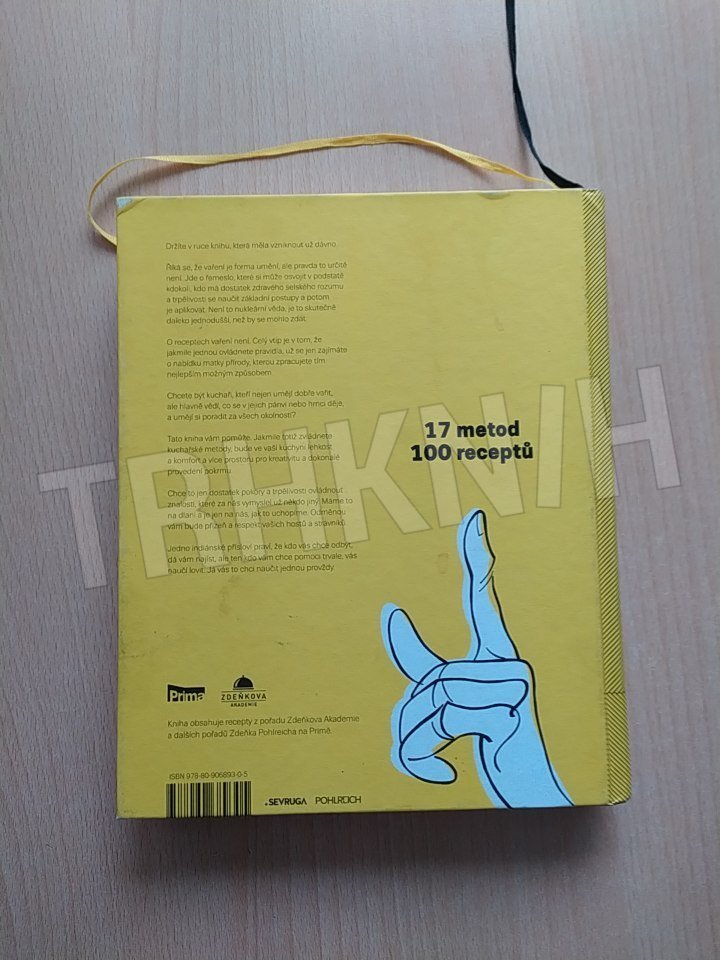 Držíte v ruce knihu, která měla vzniknout už dávno.
Říká se, že vaření je forma umění, ale pravda to určitě
není. Jde o řemeslo, které si může osvojit v podstatě
kdokoli, kdo má dostatek zdravého selského rozumu
a trpělivosti se naučit základní postupy a potom
je aplikovat. Není to nukleární věda, je to skutečně
daleko jednodušší, než by se mohlo zdát.
O receptech vaření není. Celý vtip je v tom, že
jakmile jednou ovládnete pravidla, už se jen zajímáte
o nabídku matky přírody, kterou zpracujete tím
nejlepším možným způsobem.
Chcete být kuchaři, kteří nejen umějí dobře vařit,
ale hlavně vědí, co se v jejich pánvi nebo hrnci děje,
a umějí si poradit za všech okolností?
Tato kniha vám pomůže. Jakmile totiž zvládnete
kuchařské metody, bude ve vaší kuchyni lehkost
a komfort a více prostoru pro kreativitu a dokonalé
provedení pokrmu.
Chce to jen dostatek pokory a trpělivosti ovládnout
znalosti, které za nás vymyslel už někdo jiný. Máme to
na dlani a je jen na nás, jak to uchopíme. Odměnou
vám bude přízeň a respekt vašich hostů a strávníků.
Jedno indiánské přísloví praví, že kdo vás chce odbýt,
dá vám najíst, ale ten kdo vám chce pomoci trvale, vás
naučí lovit. Já vás to chci naučit jednou provždy.
17 metod
100 receptů
TRHKNIH
Prima
ZDEŇKOVA
AKADEMIE
Kniha obsahuje recepty z pořadu Zdeňkova Akademie
a dalších pořadů Zdeňka Pohlreicha na Primě.
ISBN 978-80-906893-0-5
.SEVRUGA POHLREICH